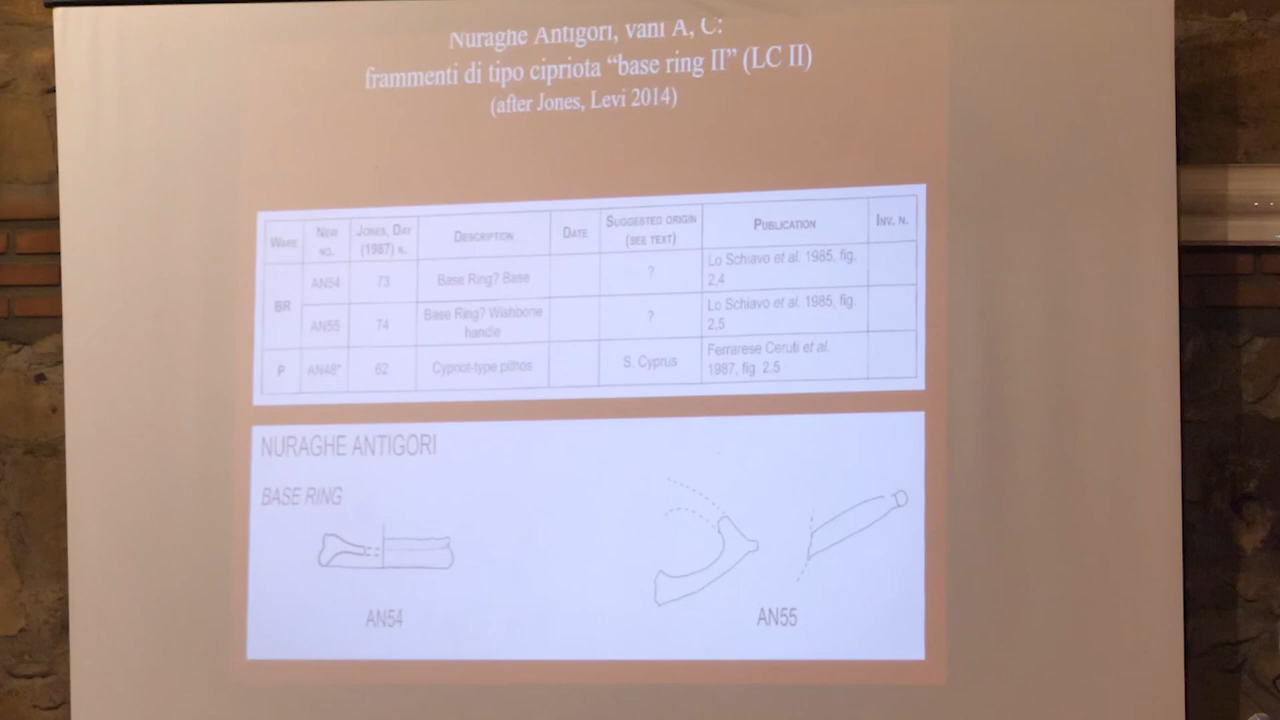 Nuraghe Antigori, vani A, C:
frammenti di tipo cipriota “base ring II” (LC II)
(after Jones, Levi 2014)
WARE NEW NO. JONES, DAY (1987) N. DESCRIPTION DATE SUGGESTED ORIGIN (SEE TEXT) PUBLICATION INV. N.
BR AN54 73 Base Ring? Base ? Lo Schiavo et al. 1985, fig. 2,4
AN55 74 Base Ring? Wishbone handle ? Lo Schiavo et al. 1985, fig. 2,5
P AN48* 62 Cypriot-type pithos S. Cyprus Ferrarese Ceruti et al. 1987, fig. 2.5
NURAGHE ANTIGORI
BASE RING
AN54
AN55